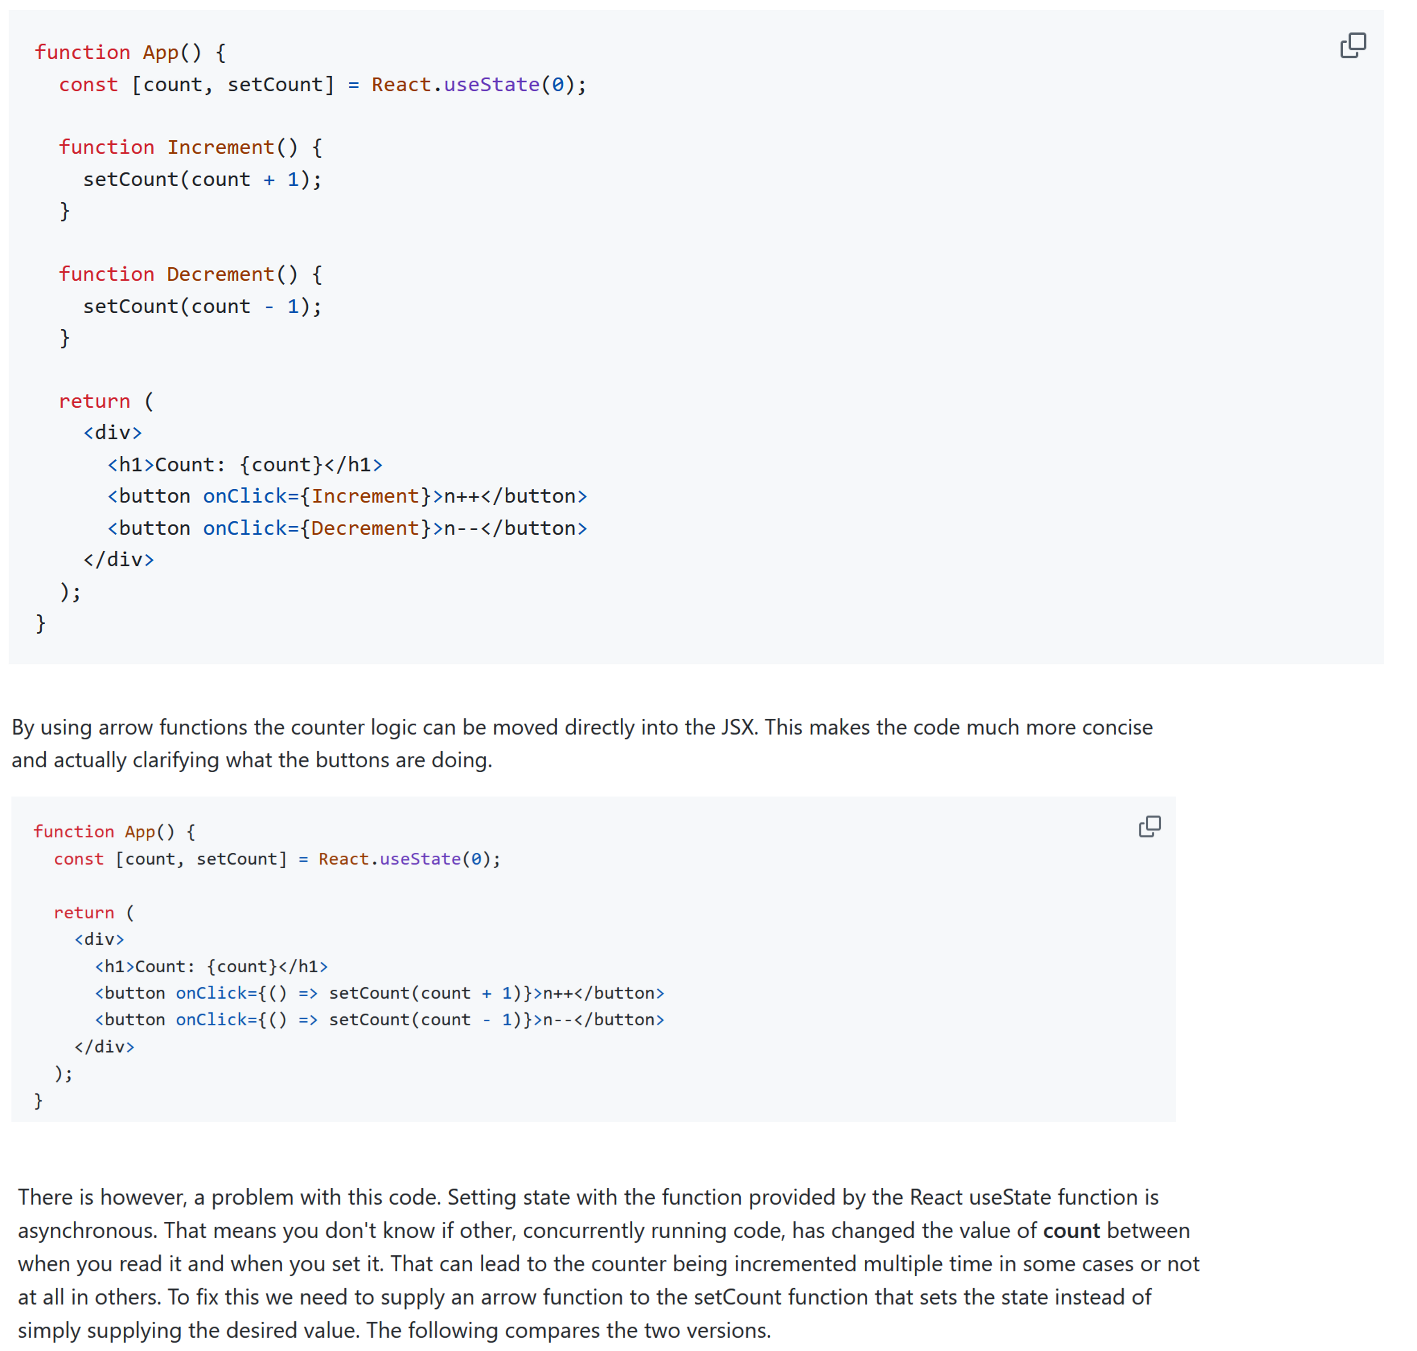 function App() {
  const [count, setCount] = React.useState(0);

  function Increment() {
    setCount(count + 1);
  }

  function Decrement() {
    setCount(count - 1);
  }

  return (
    <div>
      <h1>Count: {count}</h1>
      <button onClick={Increment}>n++</button>
      <button onClick={Decrement}>n--</button>
    </div>
  );
}
By using arrow functions the counter logic can be moved directly into the JSX. This makes the code much more concise
and actually clarifying what the buttons are doing.
function App() {
  const [count, setCount] = React.useState(0);

  return (
    <div>
      <h1>Count: {count}</h1>
      <button onClick={() => setCount(count + 1)}>n++</button>
      <button onClick={() => setCount(count - 1)}>n--</button>
    </div>
  );
}
There is however, a problem with this code. Setting state with the function provided by the React useState function is
asynchronous. That means you don't know if other, concurrently running code, has changed the value of count between
when you read it and when you set it. That can lead to the counter being incremented multiple time in some cases or not
at all in others. To fix this we need to supply an arrow function to the setCount function that sets the state instead of
simply supplying the desired value. The following compares the two versions.